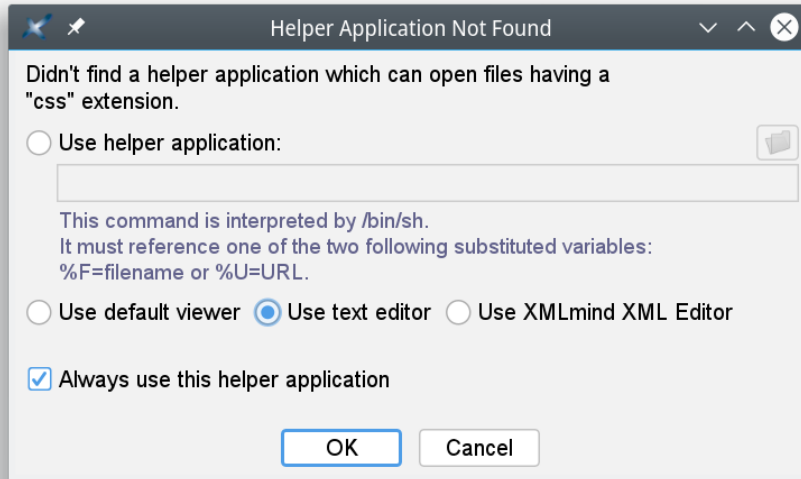 Helper Application Not Found
Didn't find a helper application which can open files having a
"css" extension.
Use helper application:
This command is interpreted by /bin/sh.
It must reference one of the two following substituted variables:
%F=filename or %U=URL.
Use default viewer Use text editor Use XMLmind XML Editor
Always use this helper application
OK Cancel